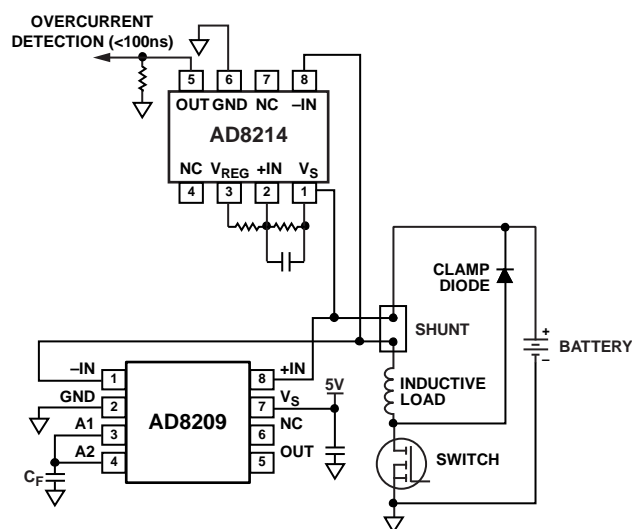 OVERCURRENT
DETECTION (<100ns)
5 6 7 8
OUT GND NC –IN
AD8214
NC VREG +IN VS
4 3 2 1
CLAMP
DIODE
SHUNT
+
BATTERY
–
INDUCTIVE
LOAD
SWITCH
–IN 1
GND 2
A1 3
A2 4
CF
AD8209
8 +IN
7 VS
6 NC
5 OUT
5V